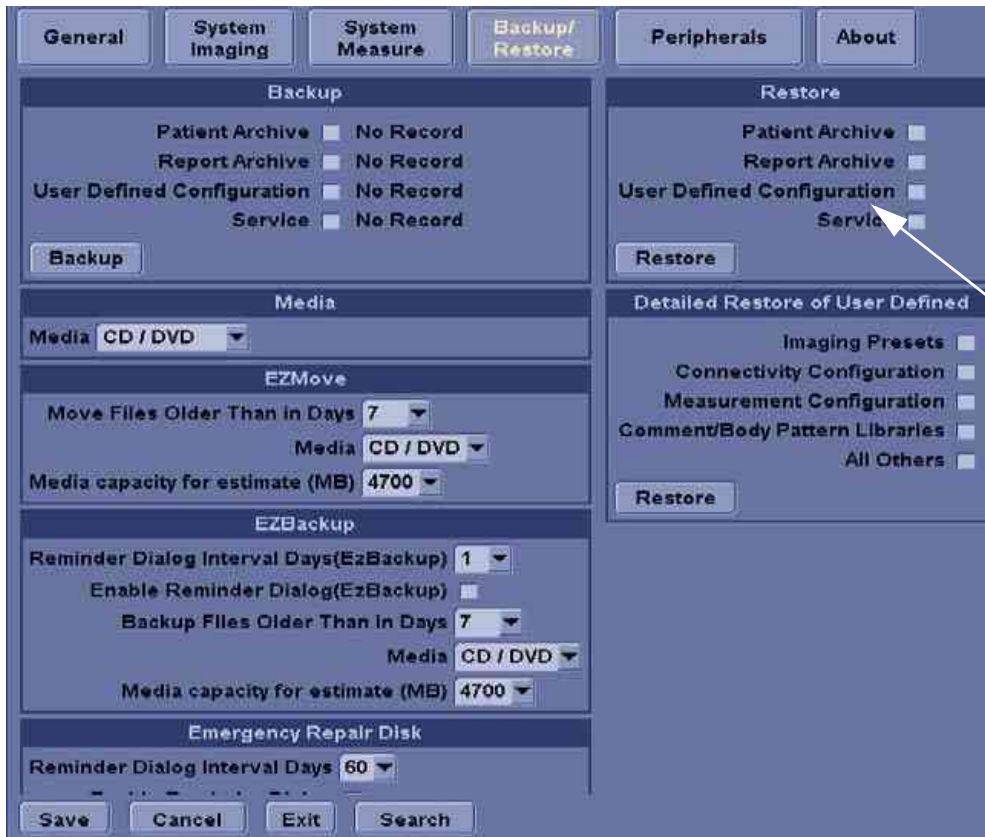 General
System Imaging
System Measure
Backup/Restore
Peripherals
About
Backup
Patient Archive No Record
Report Archive No Record
User Defined Configuration No Record
Service No Record
Backup
Media
Media CD / DVD
EZMove
Move Files Older Than in Days 7
Media CD / DVD
Media capacity for estimate (MB) 4700
EZBackup
Reminder Dialog Interval Days(EzBackup) 1
Enable Reminder Dialog(EzBackup)
Backup Files Older Than in Days 7
Media CD / DVD
Media capacity for estimate (MB) 4700
Emergency Repair Disk
Reminder Dialog Interval Days 60
Restore
Patient Archive
Report Archive
User Defined Configuration
Service
Restore
Detailed Restore of User Defined
Imaging Presets
Connectivity Configuration
Measurement Configuration
Comment/Body Pattern Libraries
All Others
Restore
Save
Cancel
Exit
Search